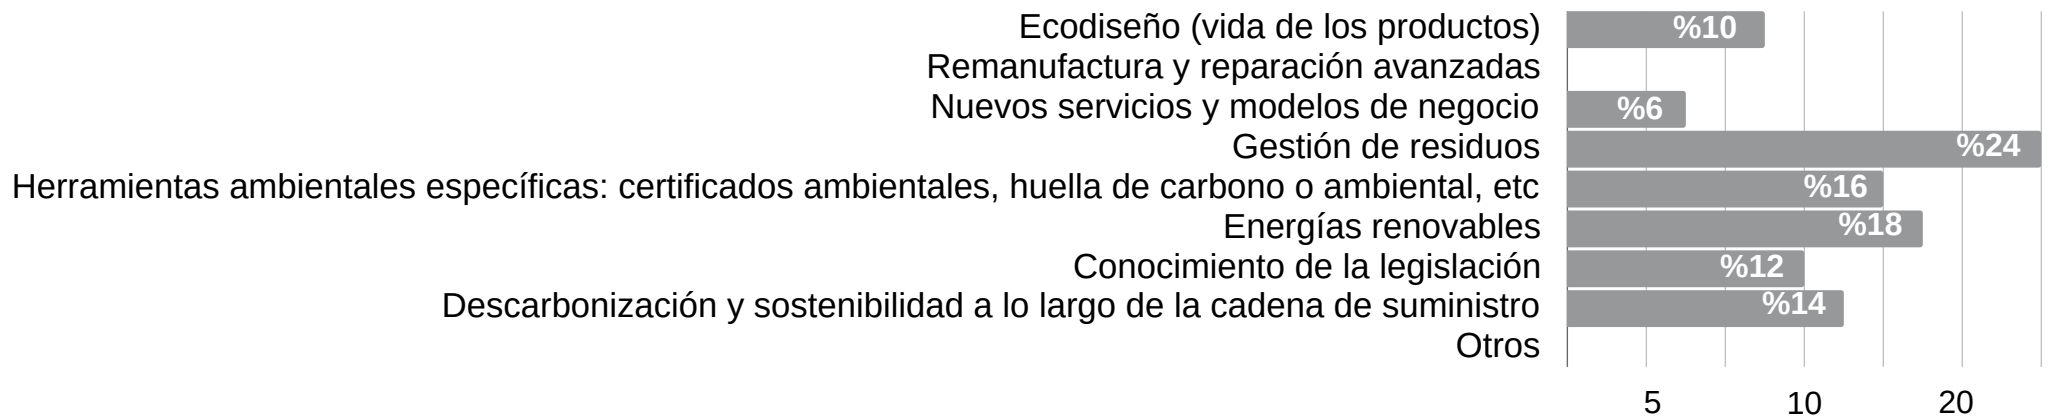 Ecodiseño (vida de los productos) %10
Remanufactura y reparación avanzadas
Nuevos servicios y modelos de negocio %6
Gestión de residuos %24
Herramientas ambientales específicas: certificados ambientales, huella de carbono o ambiental, etc %16
Energías renovables %18
Conocimiento de la legislación %12
Descarbonización y sostenibilidad a lo largo de la cadena de suministro %14
Otros
5 10 20